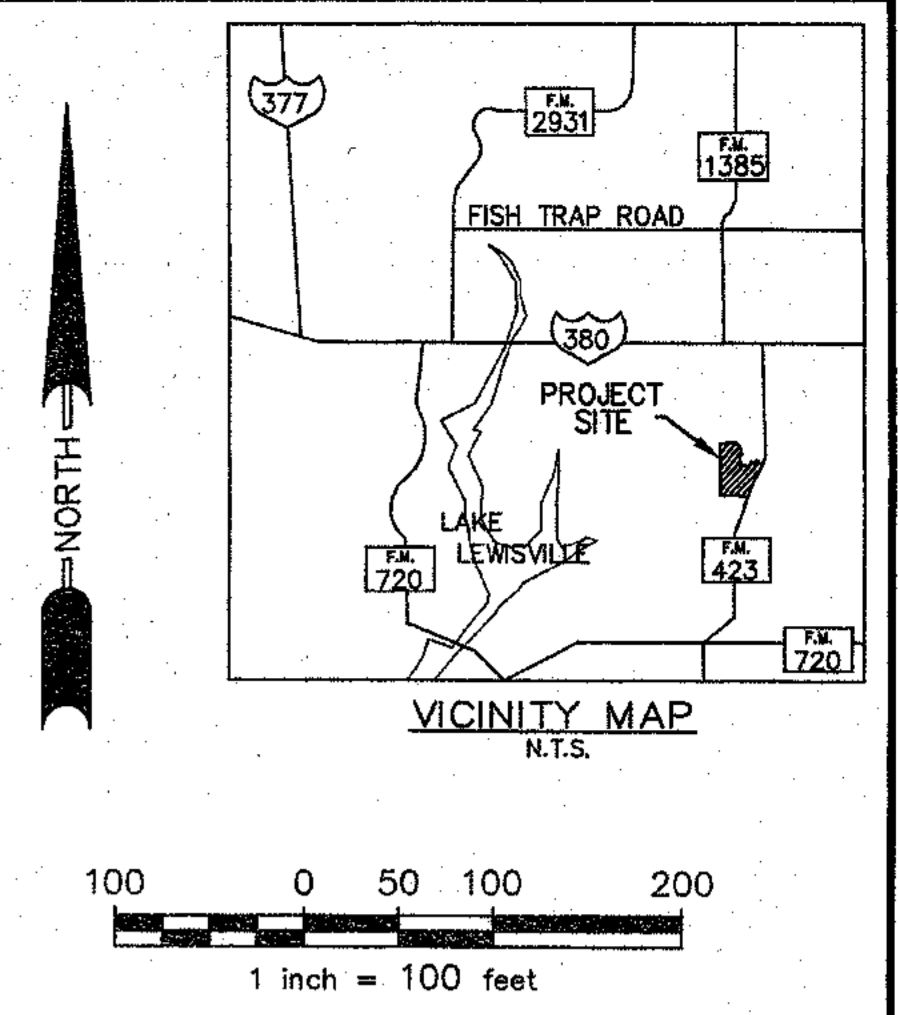 377
F.M.
2931
F.M.
1385
FISH TRAP ROAD
380
PROJECT
SITE
NORTH
LAKE
LEWISVILLE
F.M.
720
F.M.
423
F.M.
720
VICINITY MAP
N.T.S.
100 0 50 100 200
1 inch = 100 feet